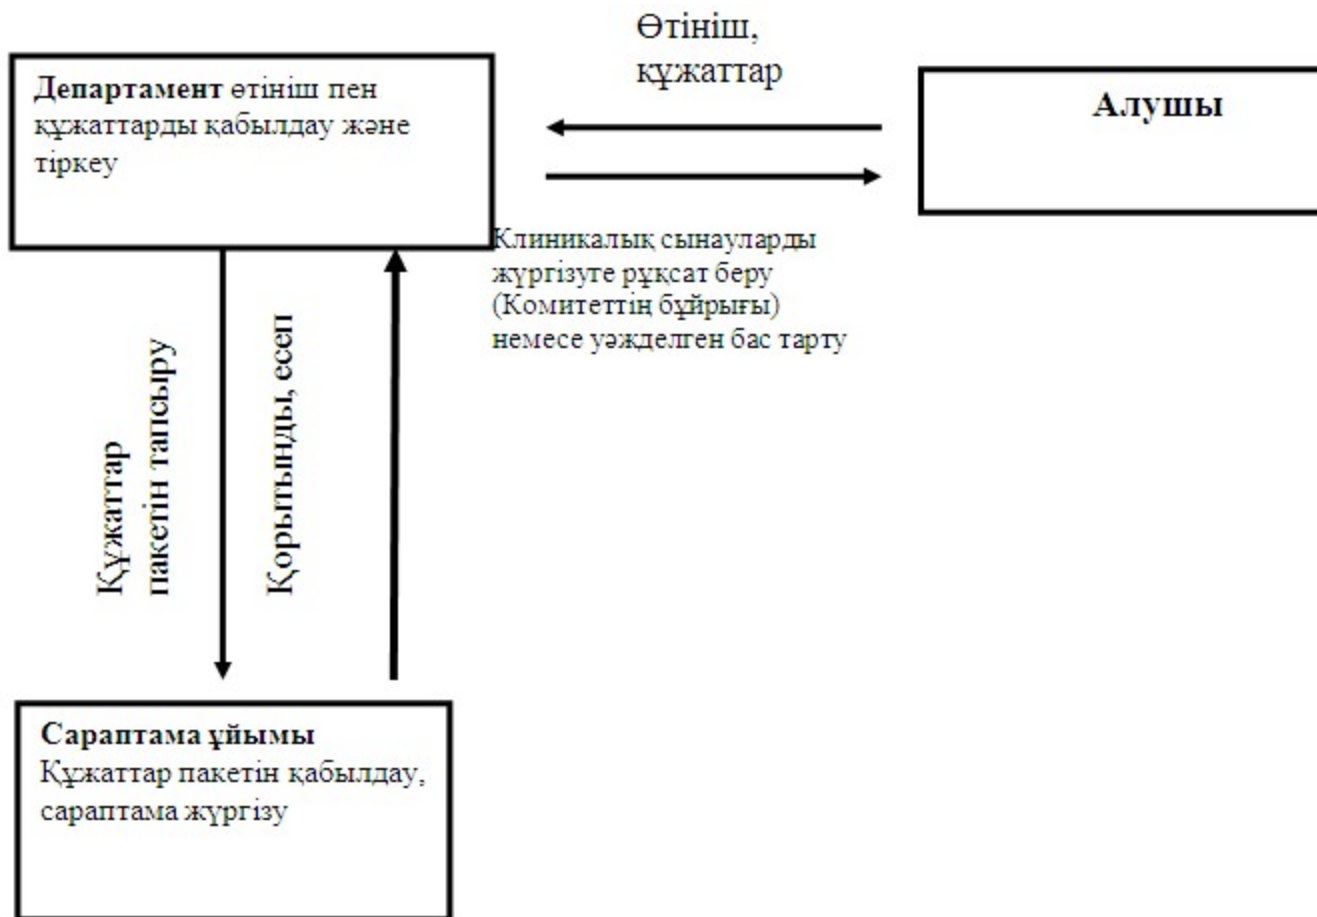 Өтініш,
құжаттар
Департамент өтініш пен
құжаттарды қабылдау және
тіркеу
Алушы
Клиникалық сынауларды
жүргізуге рұқсат беру
(Комитеттің бұйрығы)
немесе уәжделген бас тарту
Құжаттар
пакетін тапсыру
Қорытынды, есеп
Сараптама ұйымы
Құжаттар пакетін қабылдау,
сараптама жүргізу